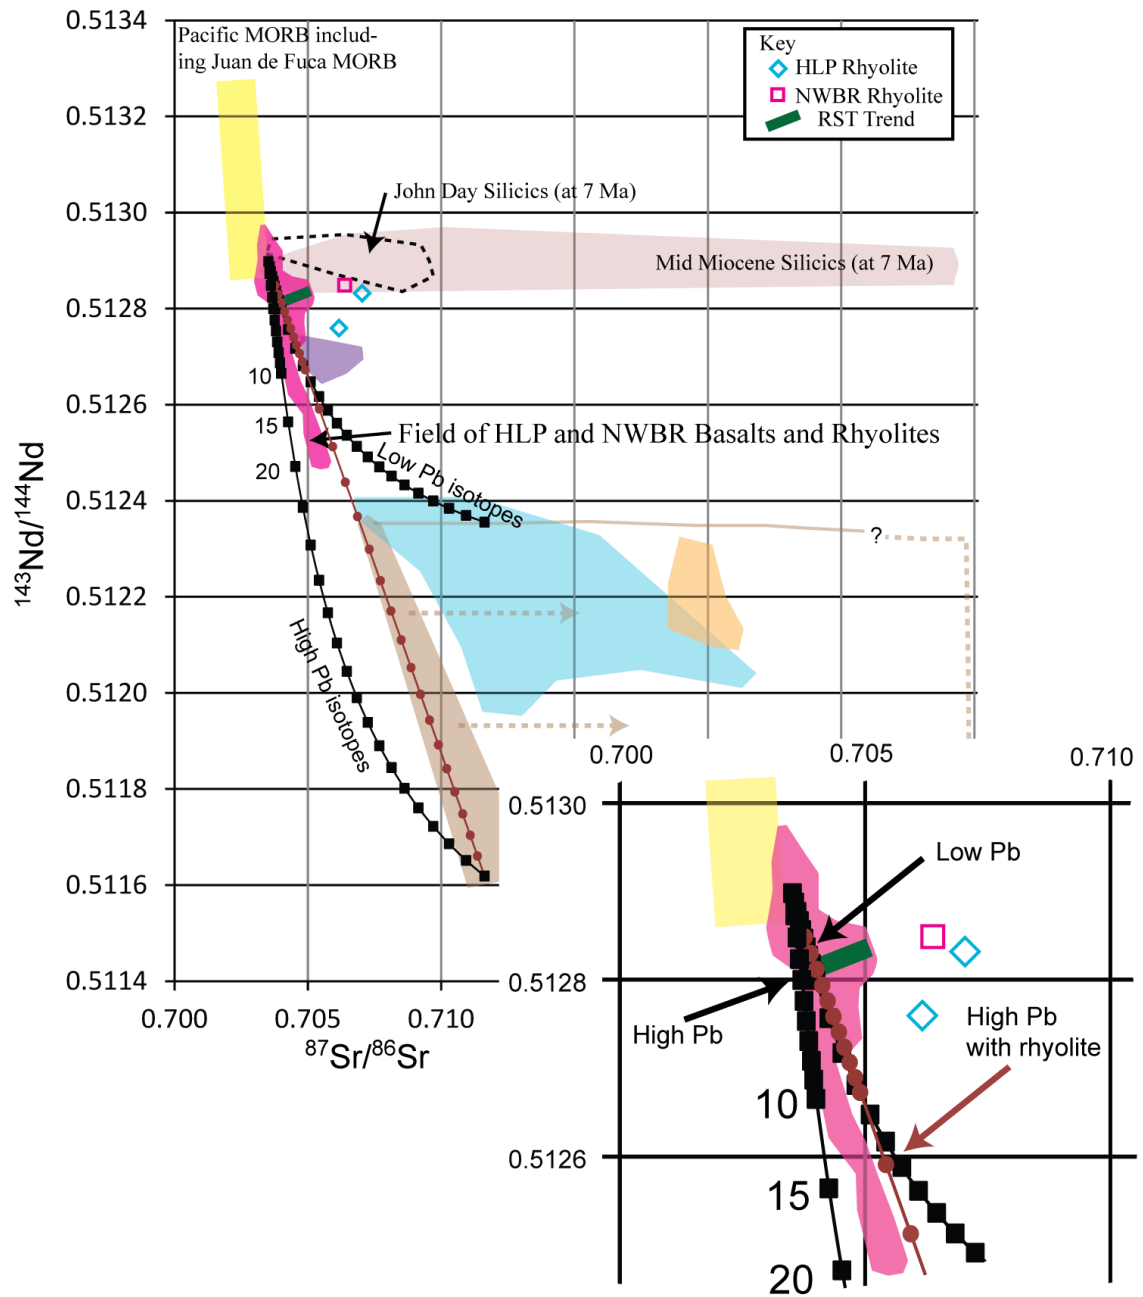 0.5134
Pacific MORB includ-
ing Juan de Fuca MORB
Key
HLP Rhyolite
NWBR Rhyolite
RST Trend
0.5132
John Day Silicics (at 7 Ma)
0.5130
Mid Miocene Silicics (at 7 Ma)
0.5128
10
0.5126
15
Field of HLP and NWBR Basalts and Rhyolites
20
Low Pb isotopes
0.5124
?
0.5122
High Pb isotopes
0.5120
0.5118
0.5116
0.5114
143Nd/144Nd
0.700
0.705
0.710
87Sr/86Sr
0.700
0.705
0.710
0.5130
Low Pb
0.5128
High Pb
High Pb
with rhyolite
10
0.5126
15
20